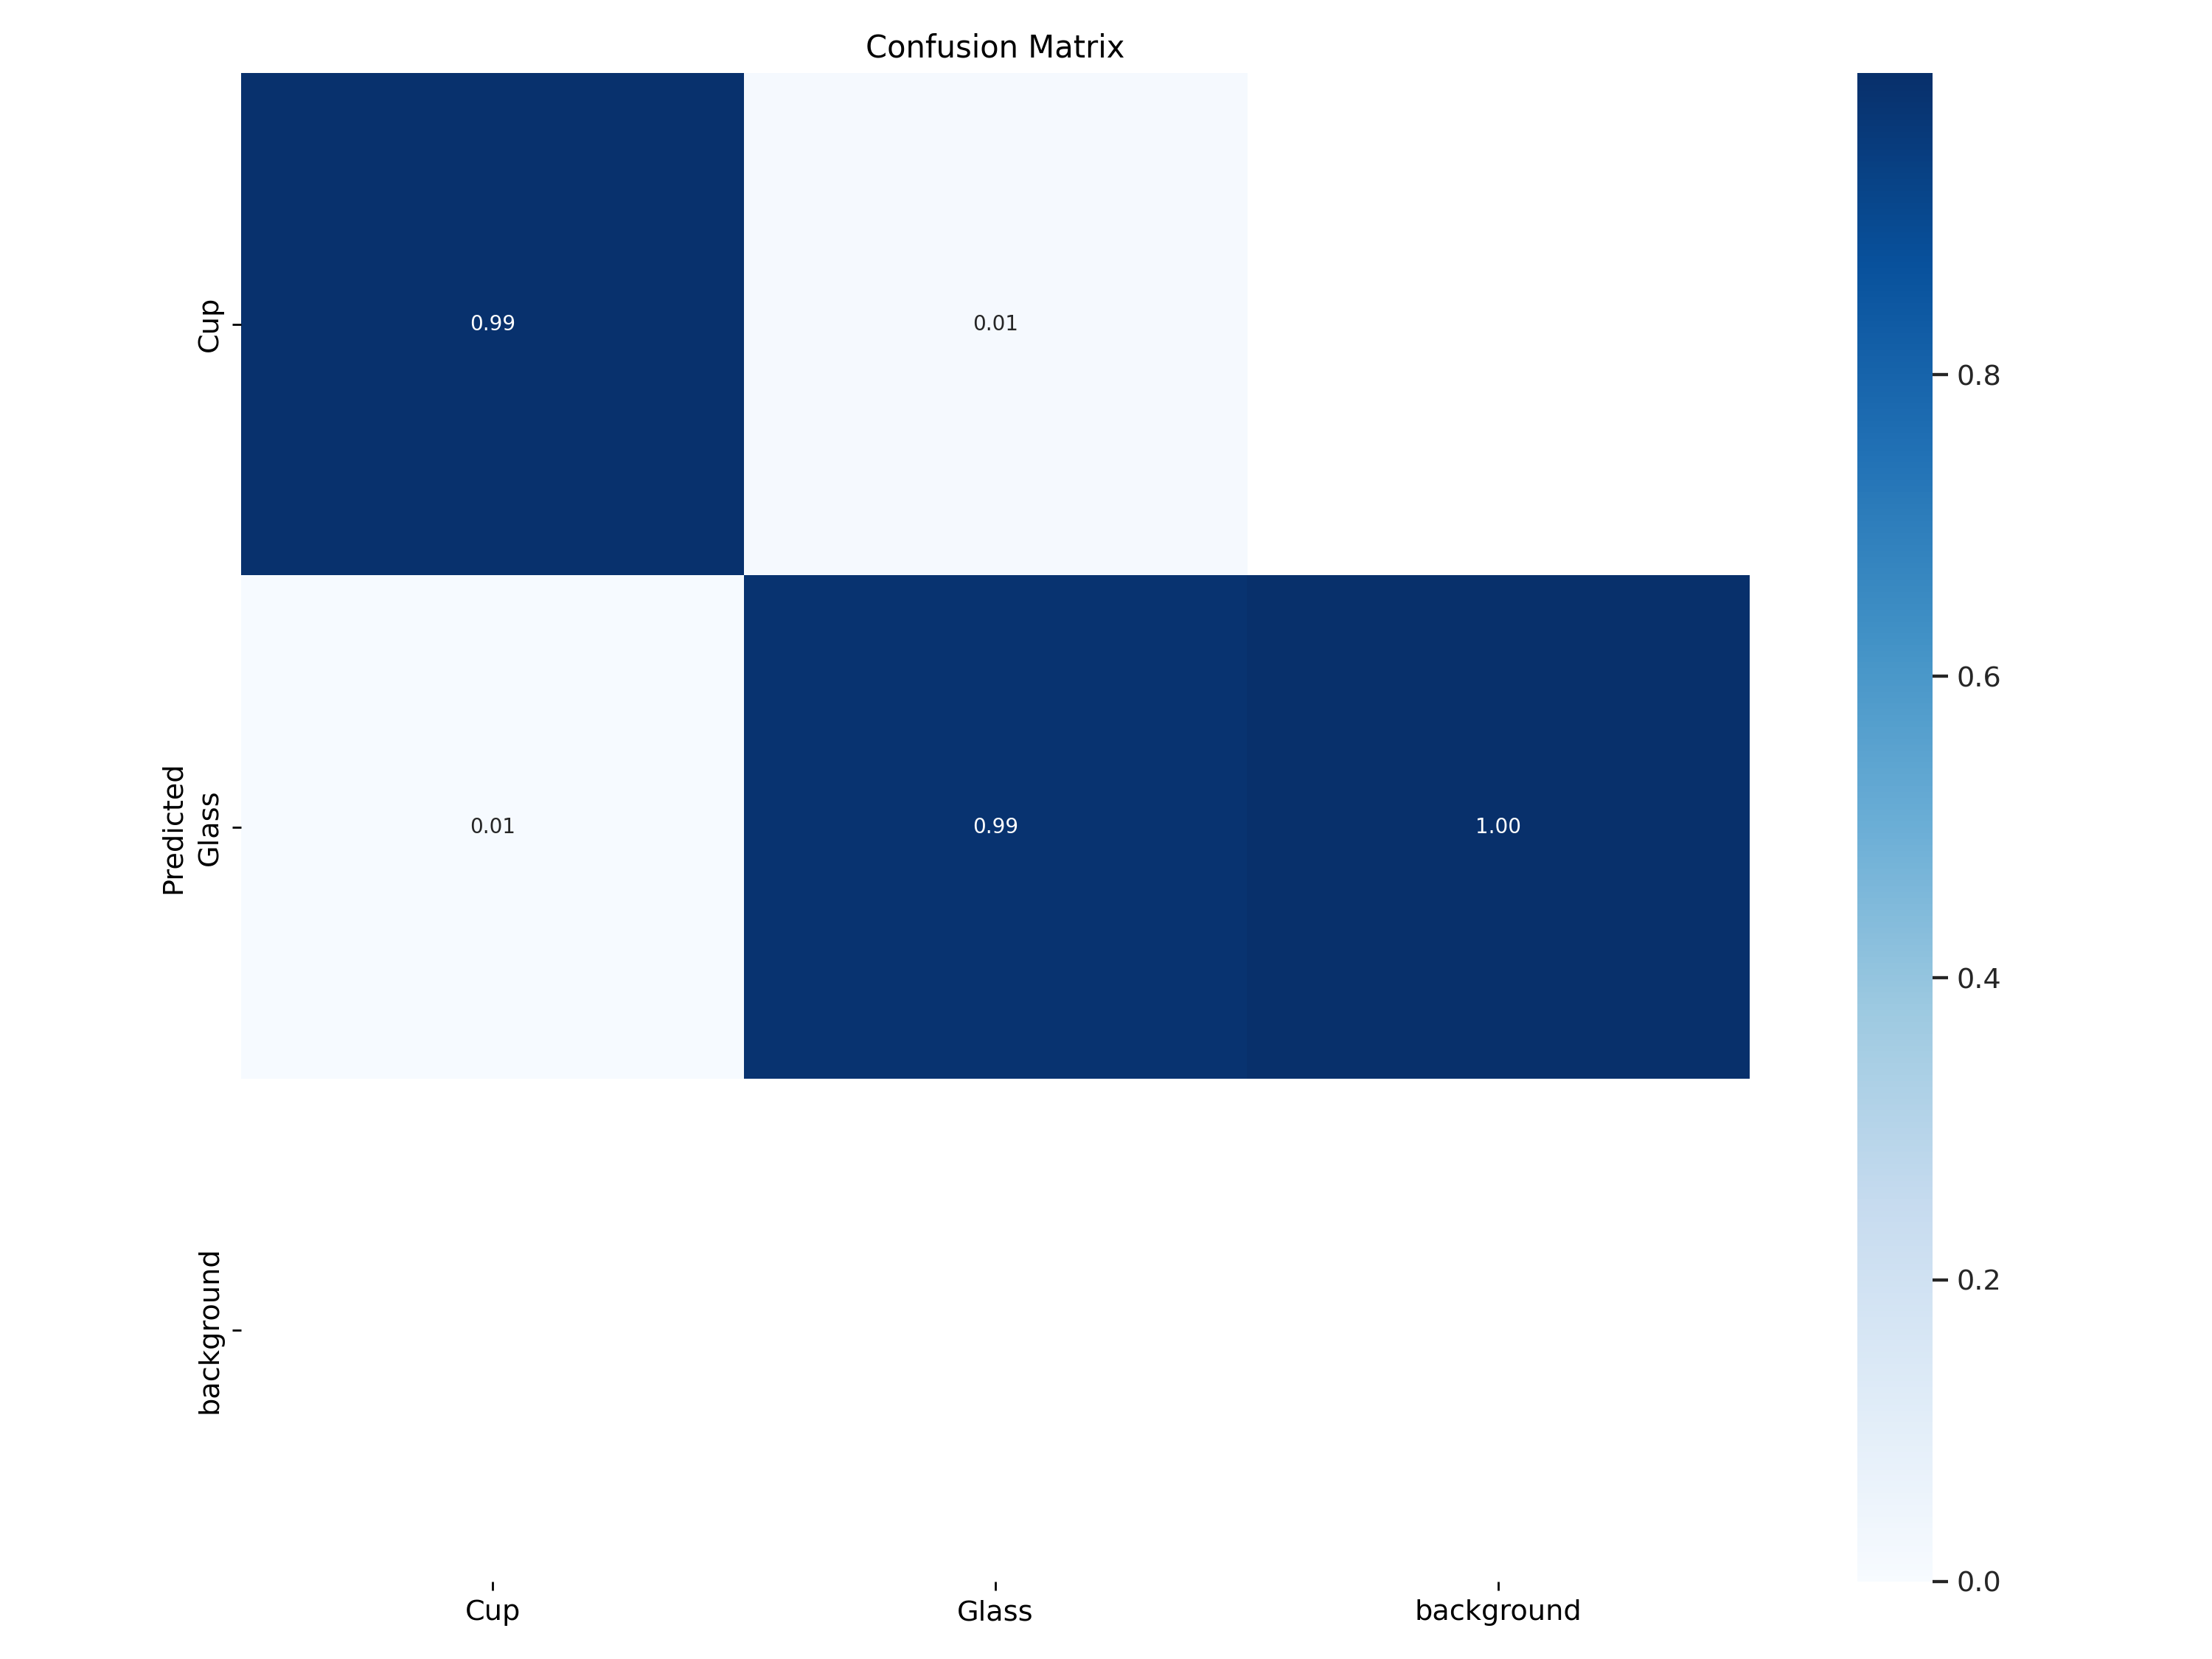 Confusion Matrix
Cup
0.99
0.01
0.8
0.6
Predicted
Glass
0.01
0.99
1.00
0.4
background
0.2
0.0
Cup
Glass
background